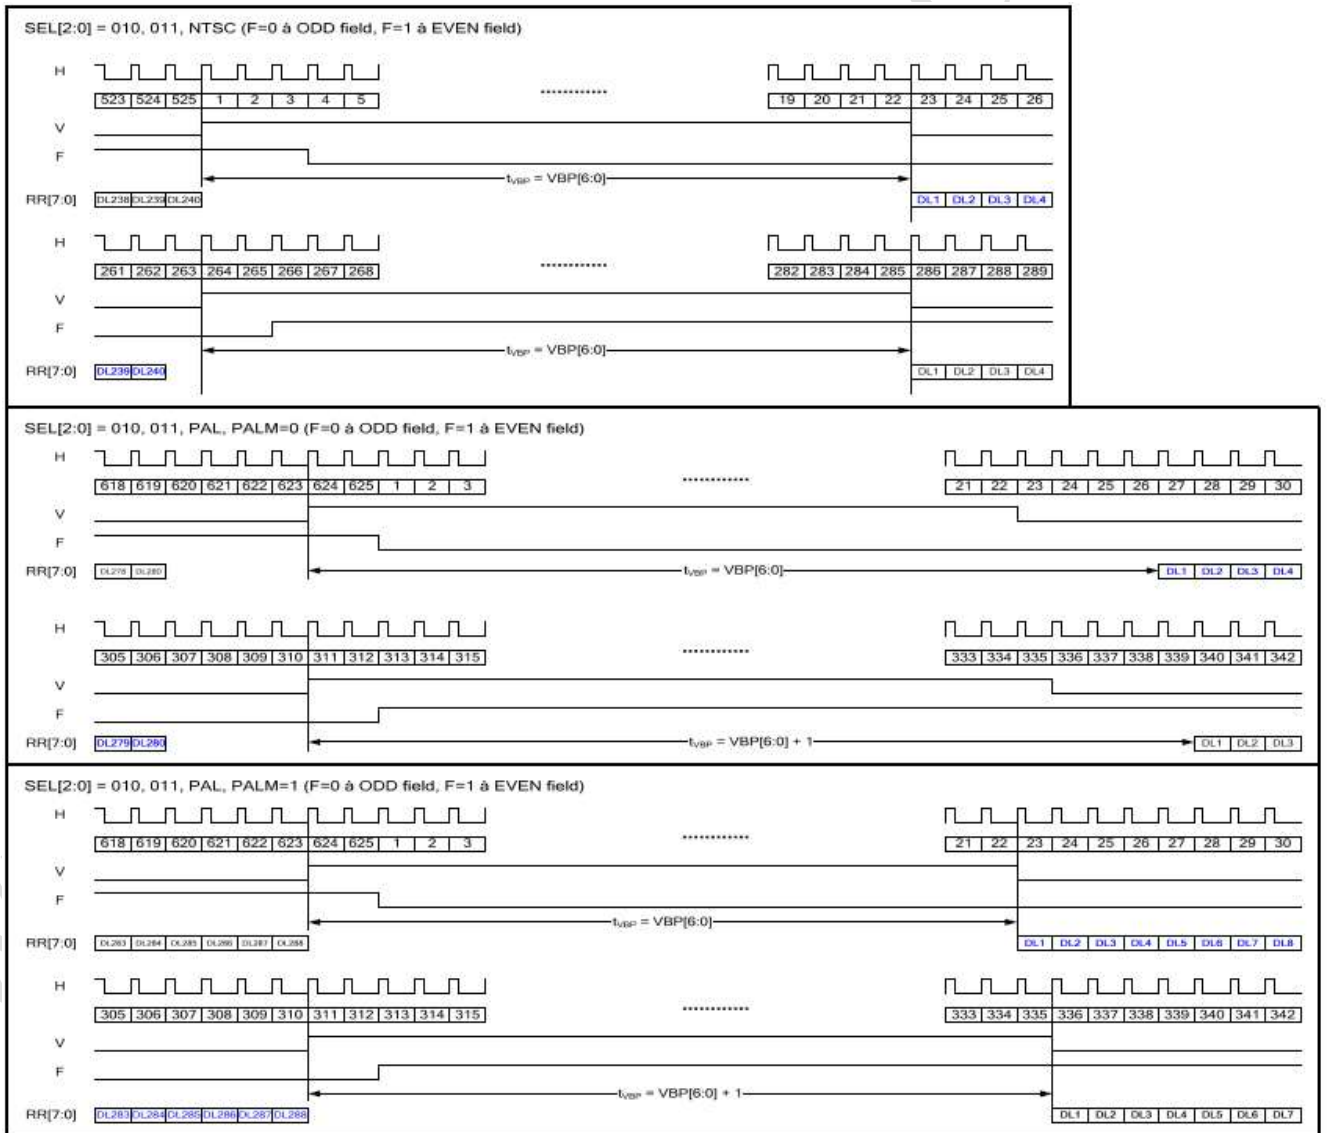 SEL[2:0] = 010, 011, NTSC (F=0 à ODD field, F=1 à EVEN field)
H
523 524 525 1 2 3 4 5 ............ 19 20 21 22 23 24 25 26
V
F
tVBP = VBP[6:0]
RR[7:0] DL238 DL239 DL240 DL1 DL2 DL3 DL4
H
261 262 263 264 265 266 267 268 ............ 282 283 284 285 286 287 288 289
V
F
tVBP = VBP[6:0]
RR[7:0] DL239 DL240 DL1 DL2 DL3 DL4
SEL[2:0] = 010, 011, PAL, PALM=0 (F=0 à ODD field, F=1 à EVEN field)
H
618 619 620 621 622 623 624 625 1 2 3 ............ 21 22 23 24 25 26 27 28 29 30
V
F
RR[7:0] DL280 tVBP = VBP[6:0] DL1 DL2 DL3 DL4
H
305 306 307 308 309 310 311 312 313 314 315 ............ 333 334 335 336 337 338 339 340 341 342
V
F
RR[7:0] DL279 DL280 tVBP = VBP[6:0] + 1 DL1 DL2 DL3
SEL[2:0] = 010, 011, PAL, PALM=1 (F=0 à ODD field, F=1 à EVEN field)
H
618 619 620 621 622 623 624 625 1 2 3 ............ 21 22 23 24 25 26 27 28 29 30
V
F
tVBP = VBP[6:0]
RR[7:0] DL283 DL284 DL285 DL286 DL287 DL288 DL1 DL2 DL3 DL4 DL5 DL6 DL7 DL8
H
305 306 307 308 309 310 311 312 313 314 315 ............ 333 334 335 336 337 338 339 340 341 342
V
F
tVBP = VBP[6:0] + 1
RR[7:0] DL283 DL284 DL285 DL286 DL287 DL288 DL1 DL2 DL3 DL4 DL5 DL6 DL7